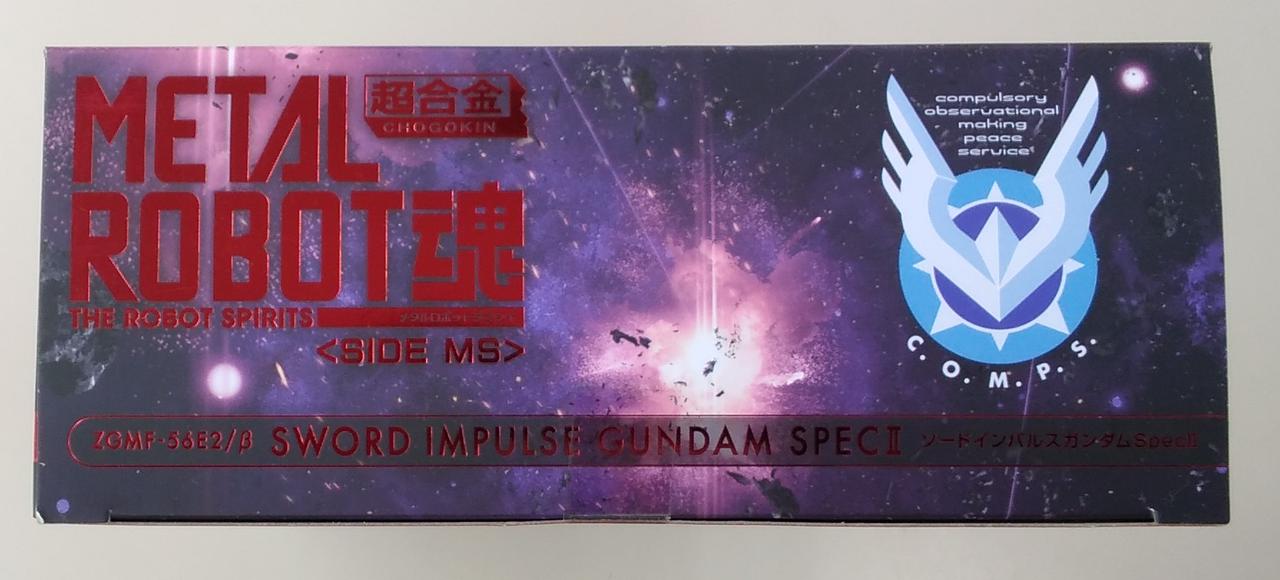 METAL
超合金
CHOGOKIN
ROBOT魂
THE ROBOT SPIRITS
<SIDE MS>
compulsory
observational
making
peace
service
C.O.M.P.S.
ZGMF-56E2/β SWORD IMPULSE GUNDAM SPECⅡ ソードインパルスガンダムSpecⅡ